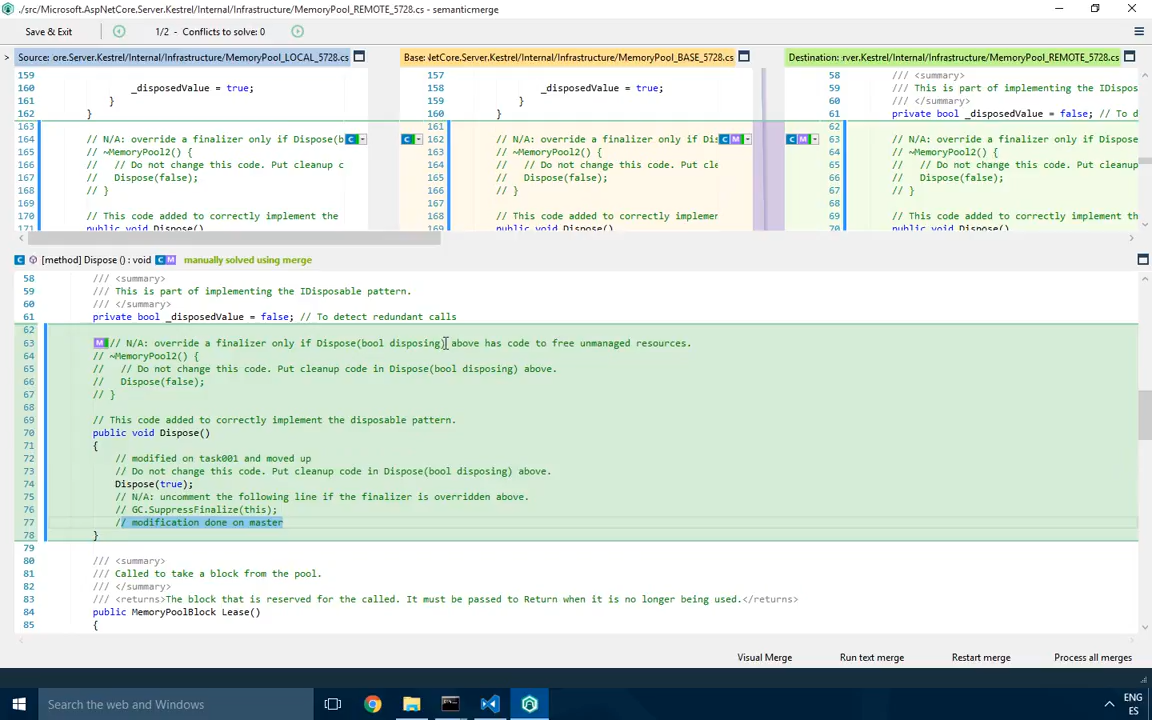 ./src/Microsoft.AspNetCore.Server.Kestrel/Internal/Infrastructure/MemoryPool_REMOTE_5728.cs - semanticmerge
Save & Exit
1/2 - Conflicts to solve: 0
> Source: ore.Server.Kestrel/Internal/Infrastructure/MemoryPool_LOCAL_5728.cs
159
160 _disposedValue = true;
161 }
162 }
163
164 // N/A: override a finalizer only if Dispose(b C
165 // ~MemoryPool2() {
166 // // Do not change this code. Put cleanup c
167 // Dispose(false);
168 // }
169
170 // This code added to correctly implement the
171 public void Dispose()
Base: NetCore.Server.Kestrel/Internal/Infrastructure/MemoryPool_BASE_5728.cs
157
158 _disposedValue = true;
159 }
160 }
161
C 162 // N/A: override a finalizer only if Dis C M
163 // ~MemoryPool2() {
164 // // Do not change this code. Put cle
165 // Dispose(false);
166 // }
167
168 // This code added to correctly implemen
169 public void Dispose()
Destination: rver.Kestrel/Internal/Infrastructure/MemoryPool_REMOTE_5728.cs
58 /// <summary>
59 /// This is part of implementing the IDispos
60 /// </summary>
61 private bool _disposedValue = false; // To d
62
C M 63 // N/A: override a finalizer only if Dispose
64 // ~MemoryPool2() {
65 // // Do not change this code. Put cleanup
66 // Dispose(false);
67 // }
68
69 // This code added to correctly implement th
70 public void Dispose()
[method] Dispose () : void C M manually solved using merge
58 /// <summary>
59 /// This is part of implementing the IDisposable pattern.
60 /// </summary>
61 private bool _disposedValue = false; // To detect redundant calls
62
63 M // N/A: override a finalizer only if Dispose(bool disposing) above has code to free unmanaged resources.
64 // ~MemoryPool2() {
65 // // Do not change this code. Put cleanup code in Dispose(bool disposing) above.
66 // Dispose(false);
67 // }
68
69 // This code added to correctly implement the disposable pattern.
70 public void Dispose()
71 {
72 // modified on task001 and moved up
73 // Do not change this code. Put cleanup code in Dispose(bool disposing) above.
74 Dispose(true);
75 // N/A: uncomment the following line if the finalizer is overridden above.
76 // GC.SuppressFinalize(this);
77 // modification done on master
78 }
79
80 /// <summary>
81 /// Called to take a block from the pool.
82 /// </summary>
83 /// <returns>The block that is reserved for the called. It must be passed to Return when it is no longer being used.</returns>
84 public MemoryPoolBlock Lease()
85 {
Visual Merge
Run text merge
Restart merge
Process all merges
Search the web and Windows
ENG
ES